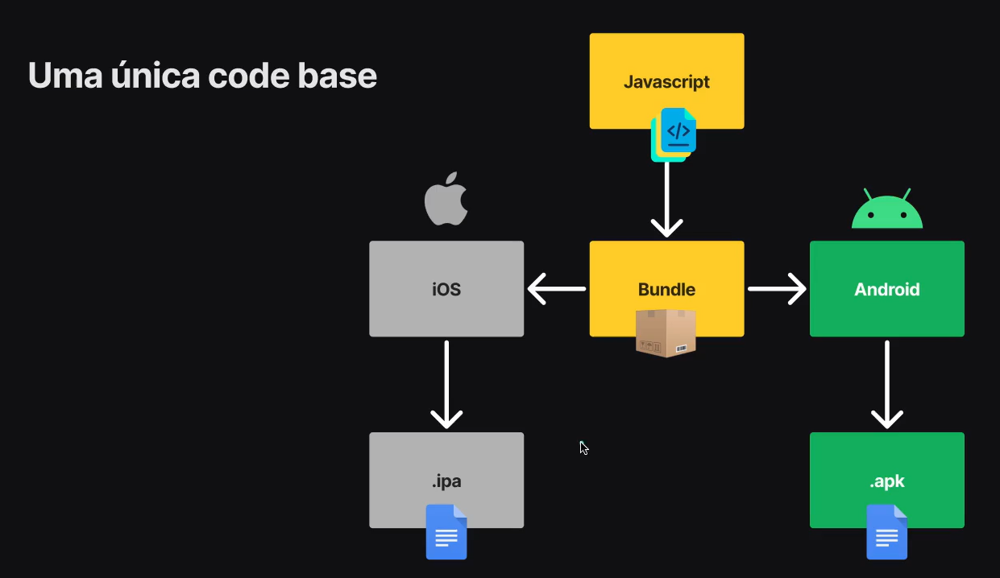 Uma única code base
Javascript
iOS
Bundle
Android
.ipa
.apk